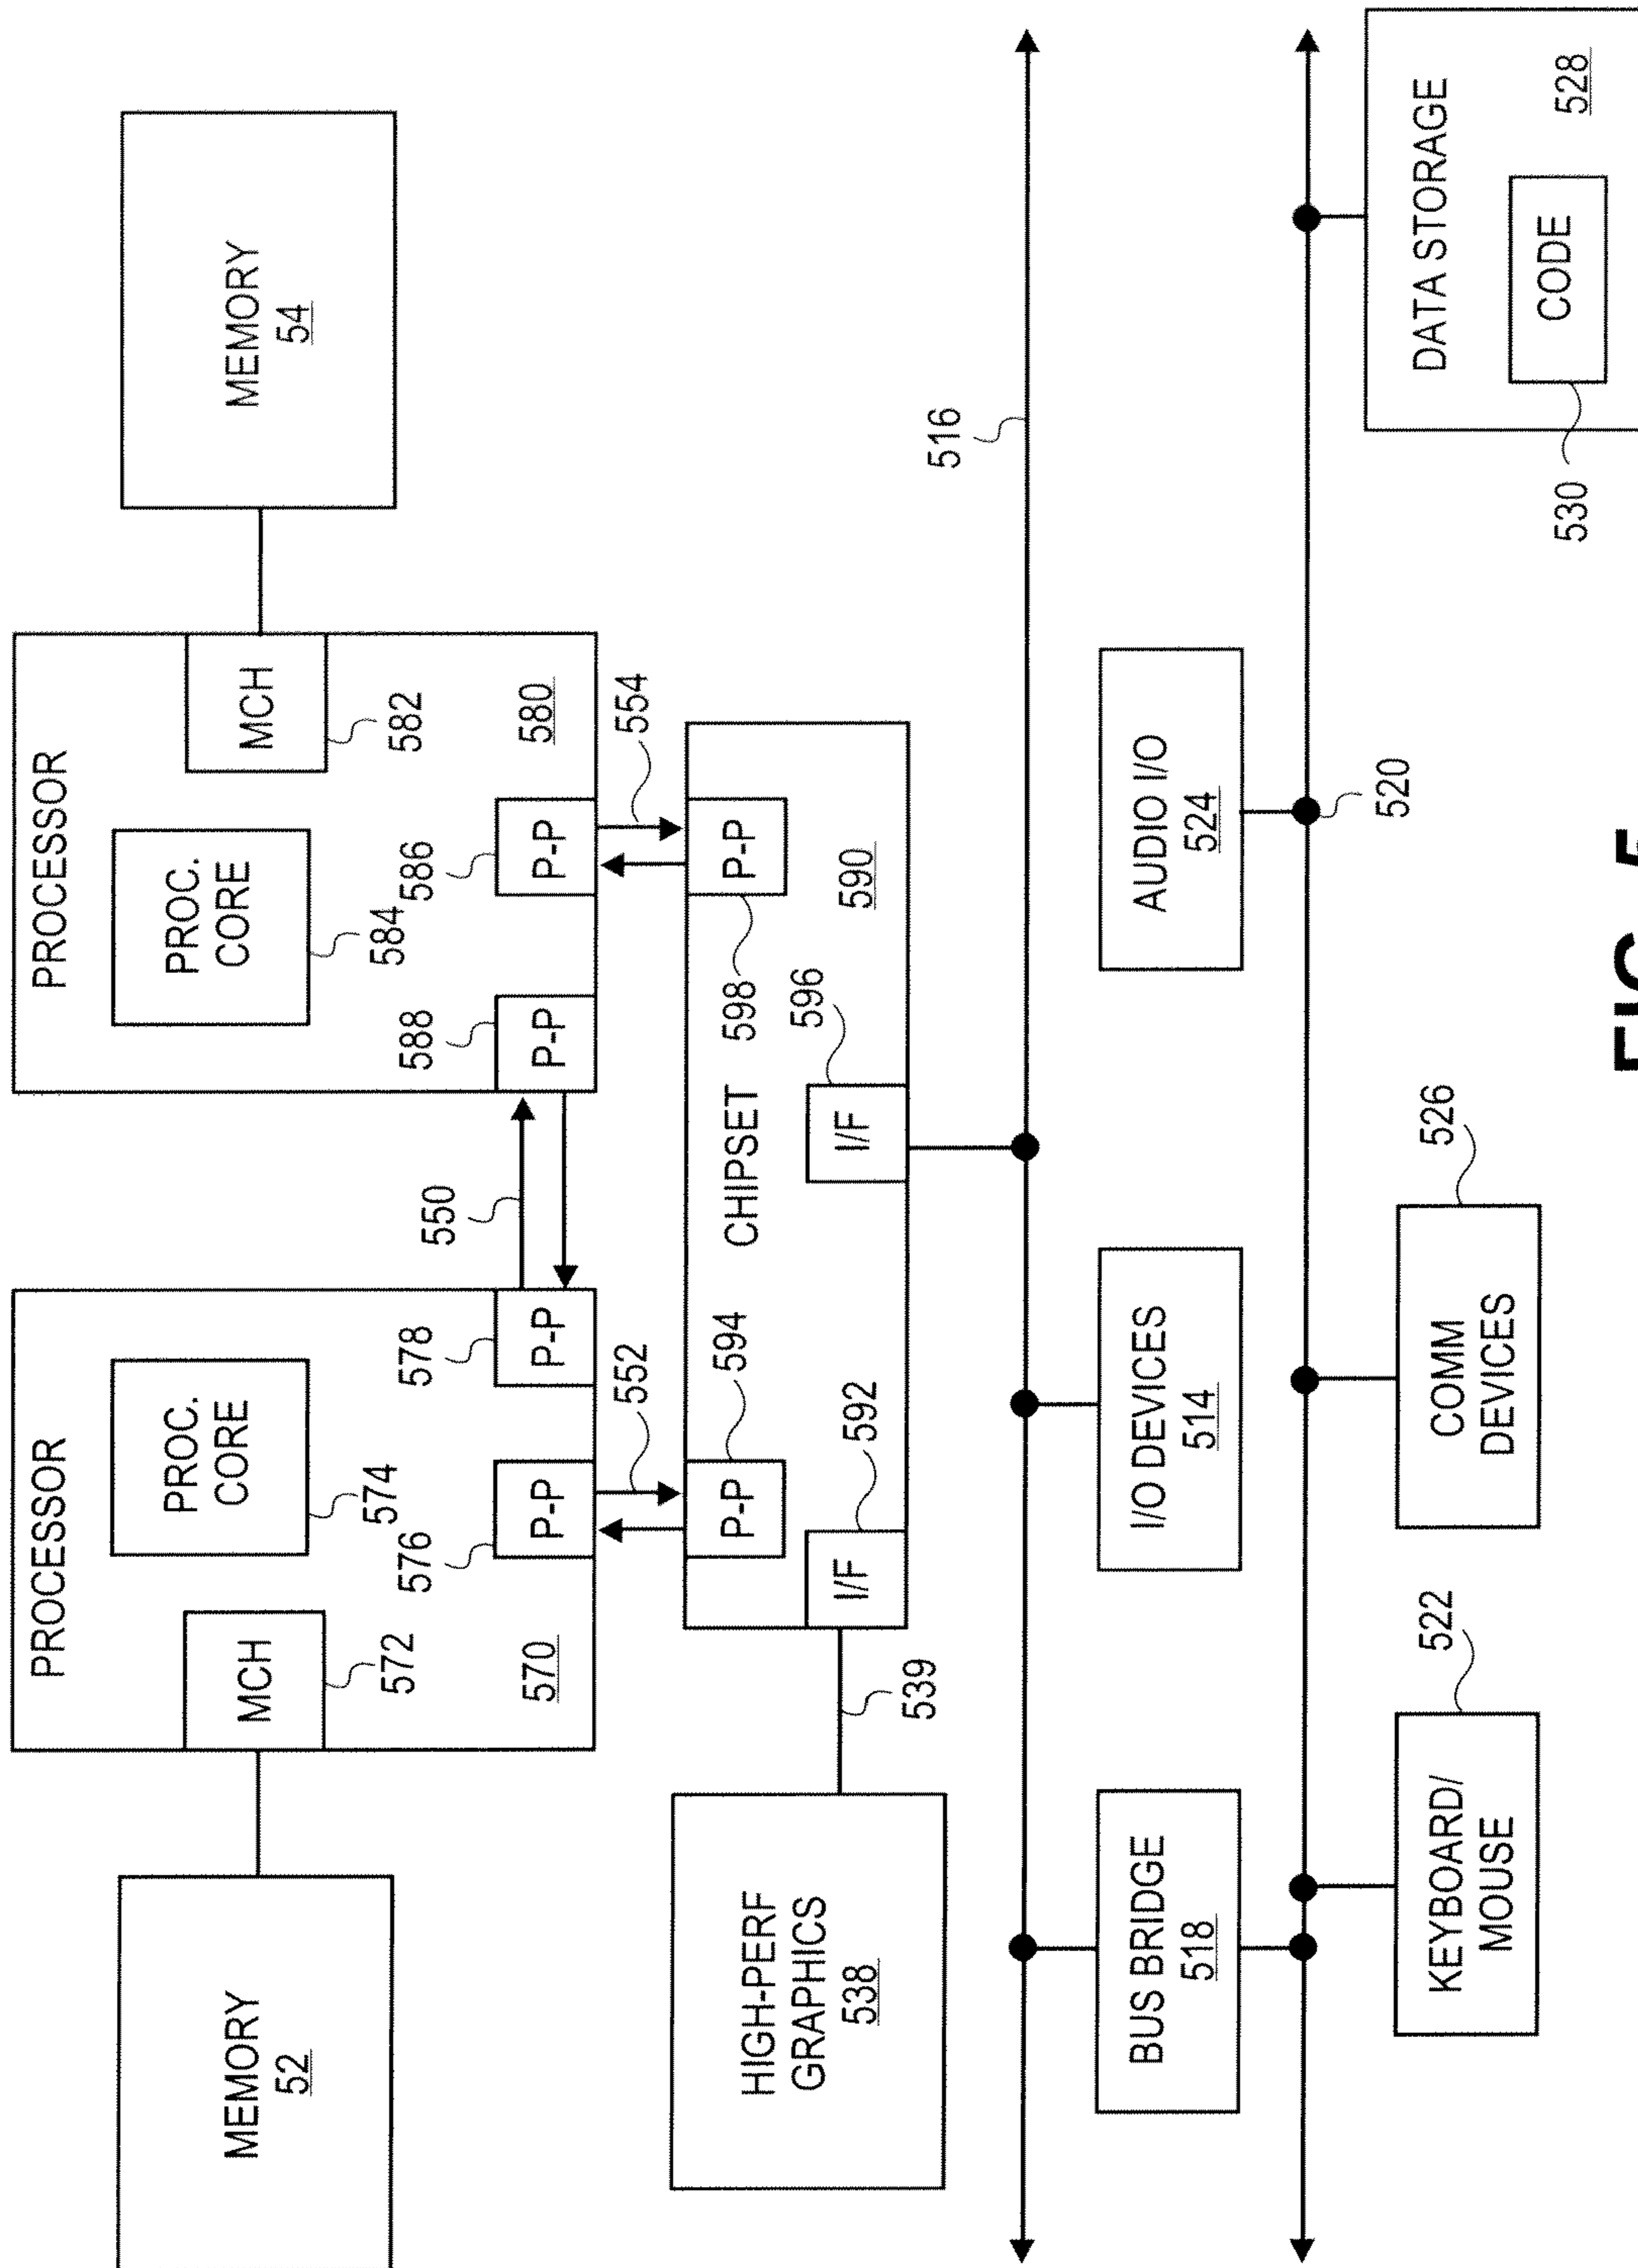 PROCESSOR
PROCESSOR
MEMORY
52
MCH
572
PROC.
CORE
574
570
576
P-P
578
P-P
550
PROC.
CORE
584
MCH
582
580
588
P-P
586
P-P
MEMORY
54
552
554
HIGH-PERF
GRAPHICS
538
539
P-P
594
I/F
592
CHIPSET
P-P
598
I/F
596
590
516
BUS BRIDGE
518
I/O DEVICES
514
AUDIO I/O
524
520
KEYBOARD/
MOUSE
522
COMM
DEVICES
526
DATA STORAGE
CODE
528
530